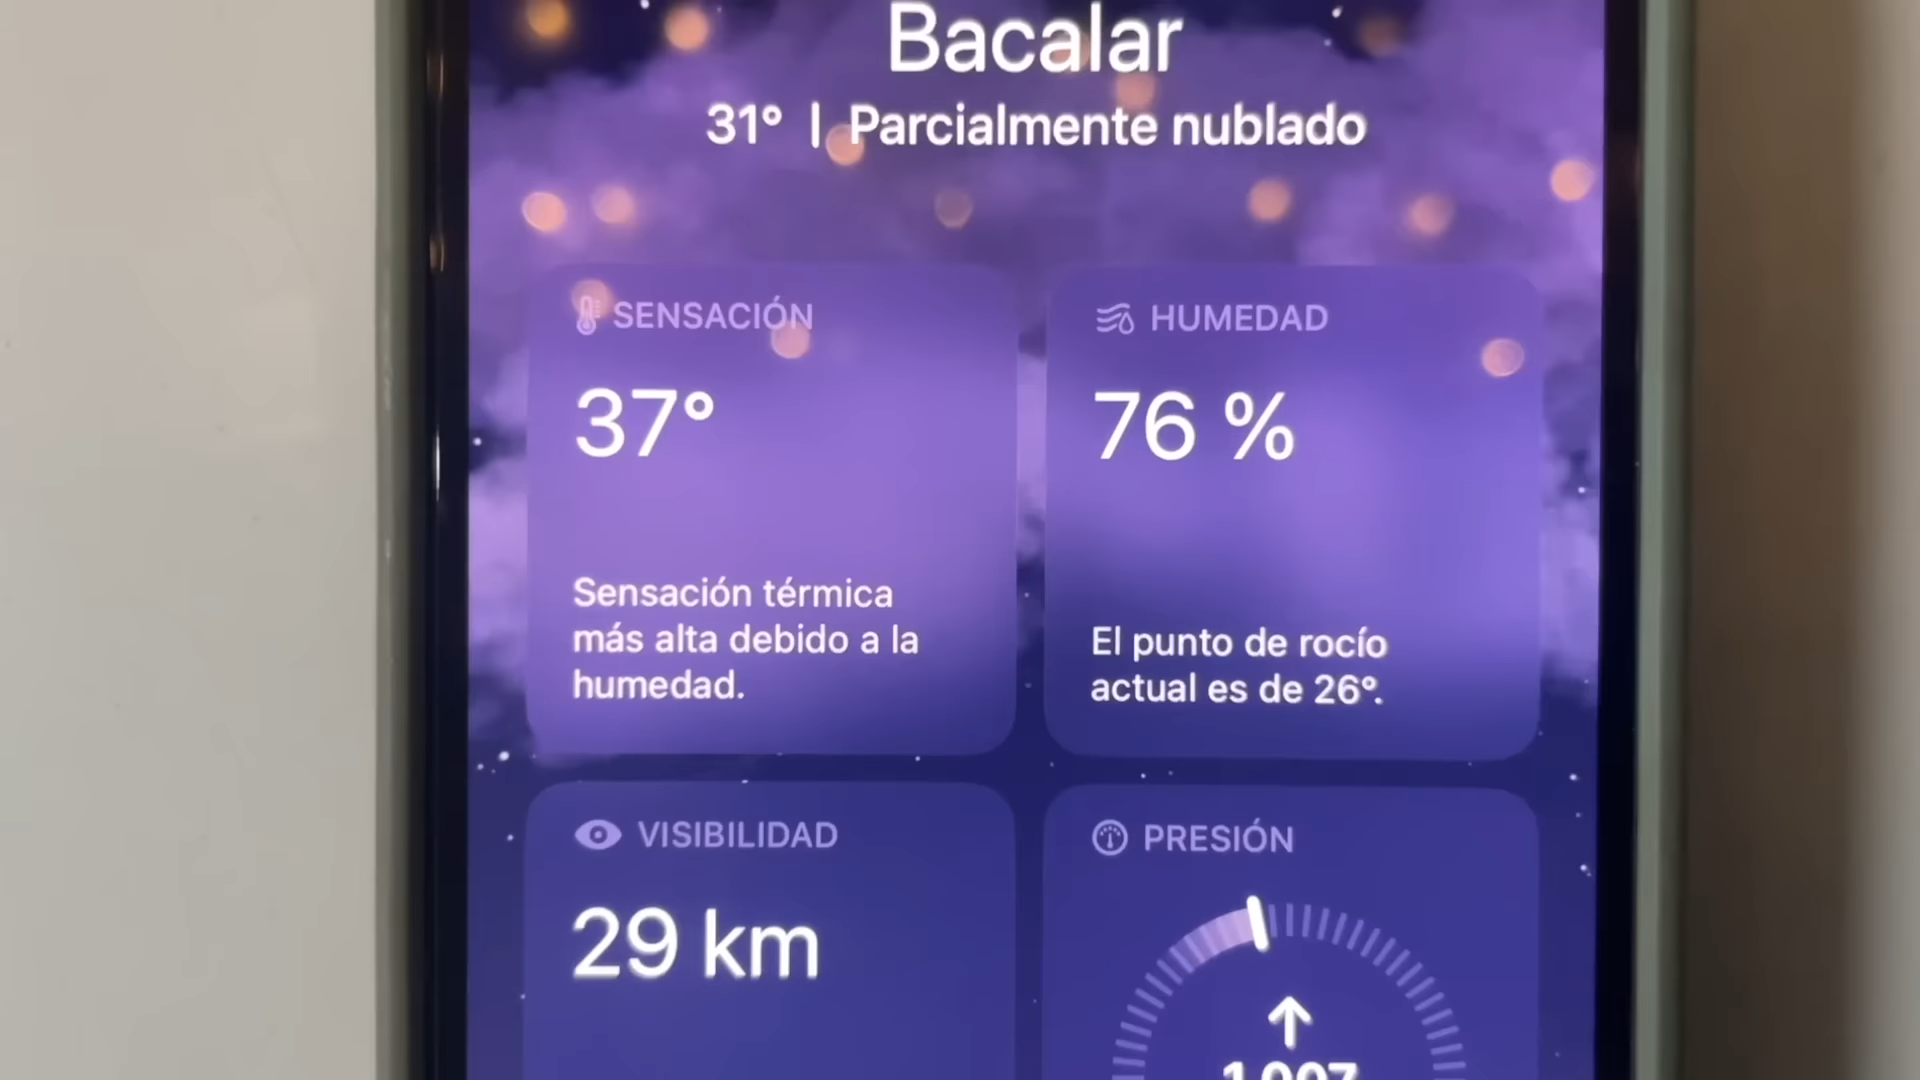 Bacalar
31° | Parcialmente nublado
SENSACIÓN
37°
Sensación térmica
más alta debido a la
humedad.
HUMEDAD
76 %
El punto de rocío
actual es de 26°.
VISIBILIDAD
29 km
PRESIÓN